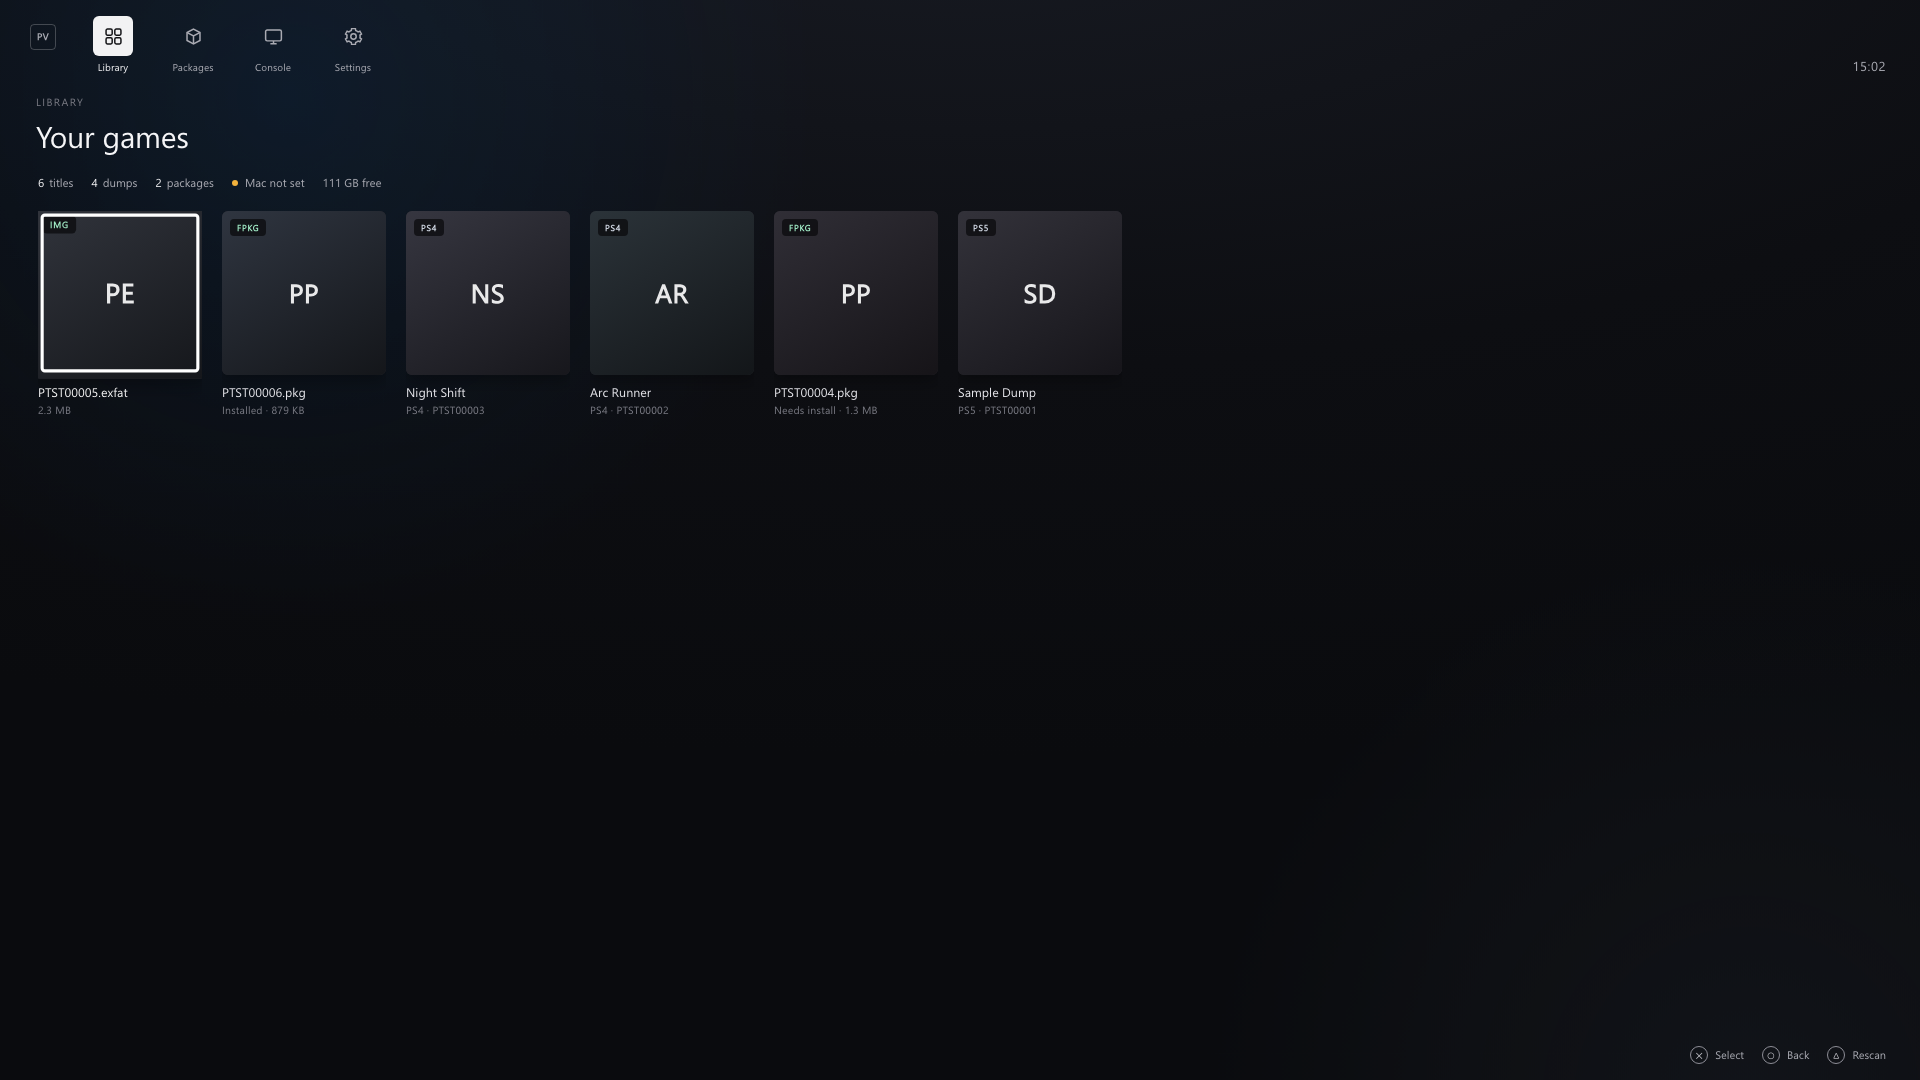 PV
Library
Packages
Console
Settings
15:02
LIBRARY
Your games
6 titles 4 dumps 2 packages Mac not set 111 GB free
IMG
PE
PTST00005.exfat
2.3 MB
FPKG
PP
PTST00006.pkg
Installed · 879 KB
PS4
NS
Night Shift
PS4 · PTST00003
PS4
AR
Arc Runner
PS4 · PTST00002
FPKG
PP
PTST00004.pkg
Needs install · 1.3 MB
PS5
SD
Sample Dump
PS5 · PTST00001
Select
Back
Rescan